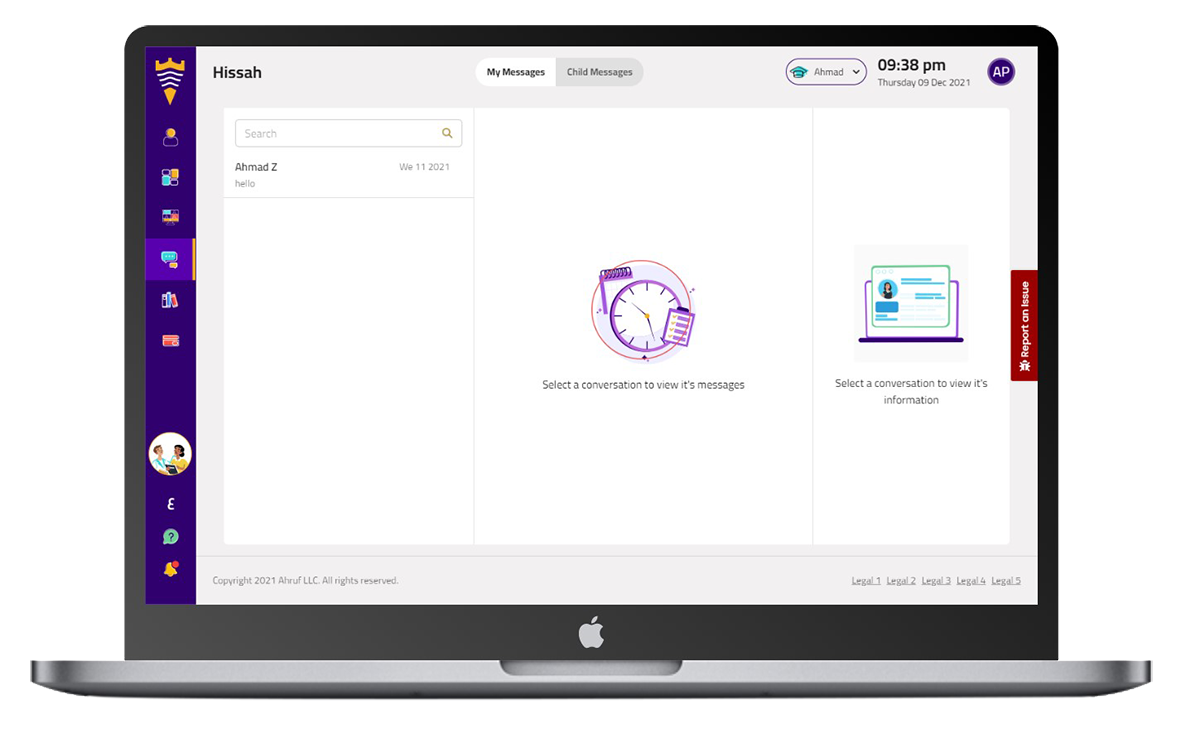 Hissah
My Messages
Child Messages
Ahmad
09:38 pm
Thursday 09 Dec 2021
AP
Search
Ahmad Z
We 11 2021
hello
Select a conversation to view it's messages
Select a conversation to view it's
information
Report an Issue
ع
?
Copyright 2021 Ahruf LLC. All rights reserved.
Legal 1 Legal 2 Legal 3 Legal 4 Legal 5